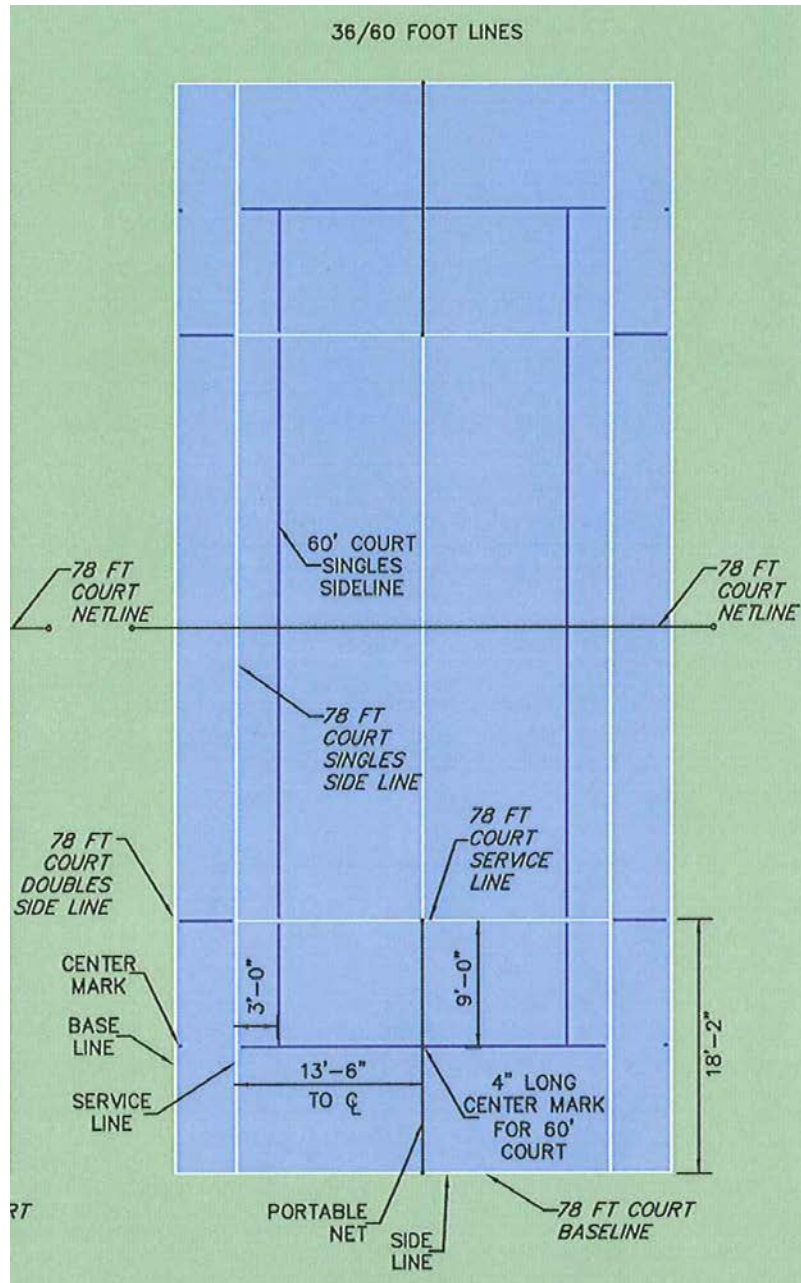 36/60 FOOT LINES
60' COURT
SINGLES
SIDELINE
78 FT
COURT
NETLINE
78 FT
COURT
NETLINE
78 FT
COURT
SINGLES
SIDE LINE
78 FT
COURT
DOUBLES
SIDE LINE
78 FT
COURT
SERVICE
LINE
CENTER
MARK
3'-0"
9'-0"
18'-2"
BASE
LINE
13'-6"
TO ℄
4" LONG
CENTER MARK
FOR 60'
COURT
SERVICE
LINE
PORTABLE
NET
SIDE
LINE
78 FT COURT
BASELINE
RT